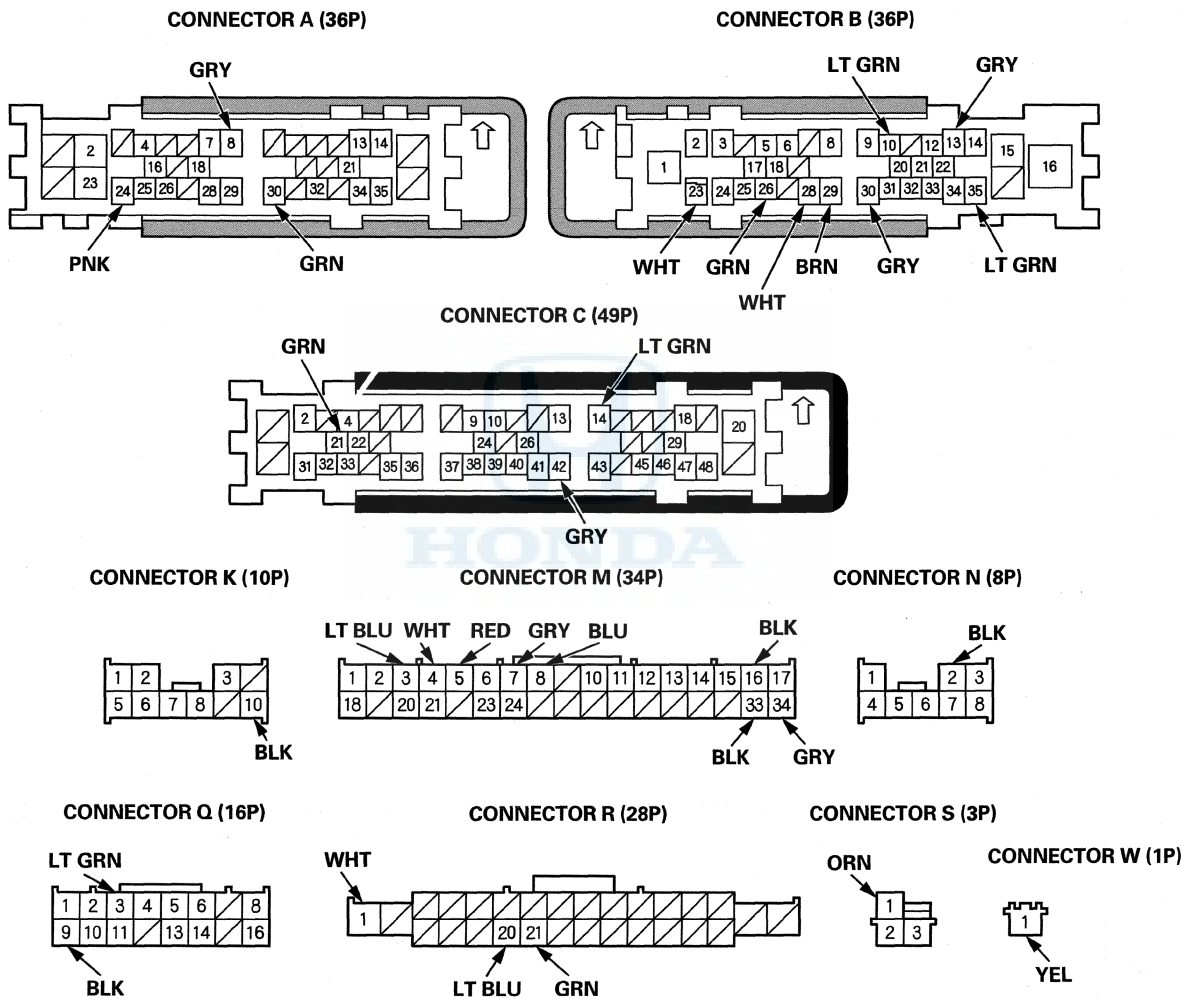 CONNECTOR A (36P)
CONNECTOR B (36P)
GRY
LT GRN
GRY
2 4 7 8 13 14
16 18 21
23 24 25 26 28 29 30 32 34 35
PNK
GRN
1 2 3 5 6 8 9 10 12 13 14 15 16
17 18 20 21 22
23 24 25 26 28 29 30 31 32 33 34 35
WHT
GRN
WHT
BRN
GRY
LT GRN
CONNECTOR C (49P)
GRN
LT GRN
2 4 9 10 13 14 18 20
21 22 24 26 29
31 32 33 35 36 37 38 39 40 41 42 43 45 46 47 48
GRY
HONDA
CONNECTOR K (10P)
CONNECTOR M (34P)
CONNECTOR N (8P)
LT BLU
WHT
RED
GRY
BLU
BLK
BLK
1 2 3
5 6 7 8 10
BLK
1 2 3 4 5 6 7 8 10 11 12 13 14 15 16 17
18 20 21 23 24 33 34
BLK
GRY
1 2 3
4 5 6 7 8
CONNECTOR Q (16P)
CONNECTOR R (28P)
CONNECTOR S (3P)
CONNECTOR W (1P)
LT GRN
1 2 3 4 5 6 8
9 10 11 13 14 16
BLK
WHT
1
20 21
LT BLU
GRN
ORN
1
2 3
1
YEL